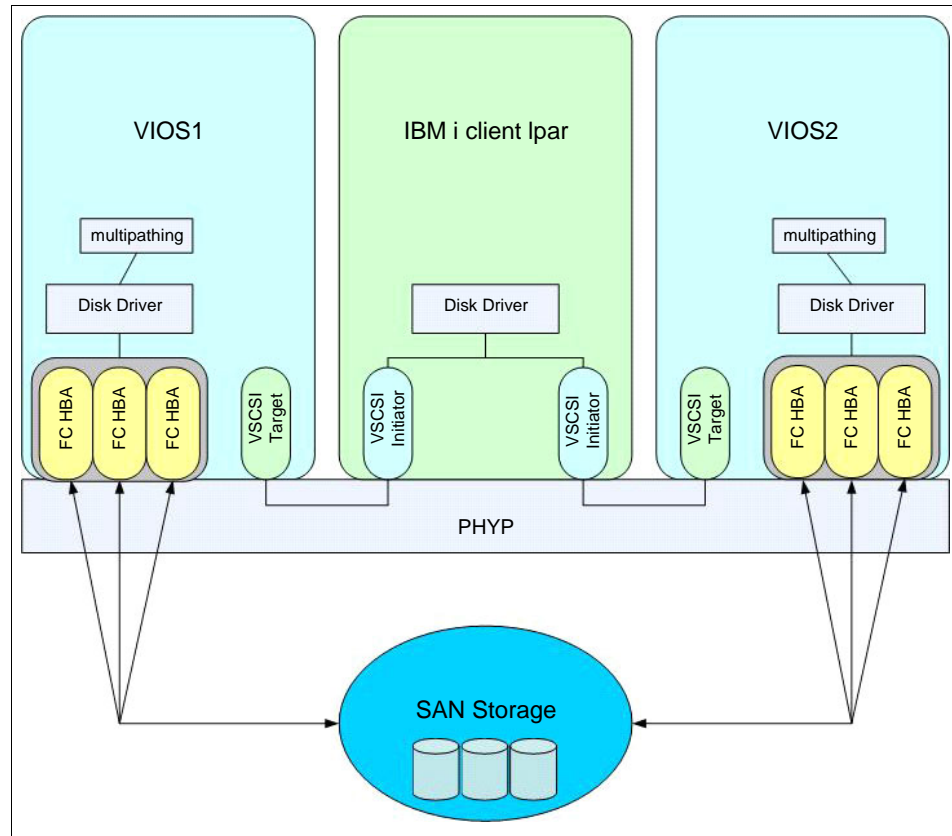 VIOS1
IBM i client lpar
VIOS2
multipathing
multipathing
Disk Driver
Disk Driver
Disk Driver
FC HBA
FC HBA
FC HBA
VSCSI
Target
VSCSI
Initiator
VSCSI
Initiator
VSCSI
Target
FC HBA
FC HBA
FC HBA
PHYP
SAN Storage